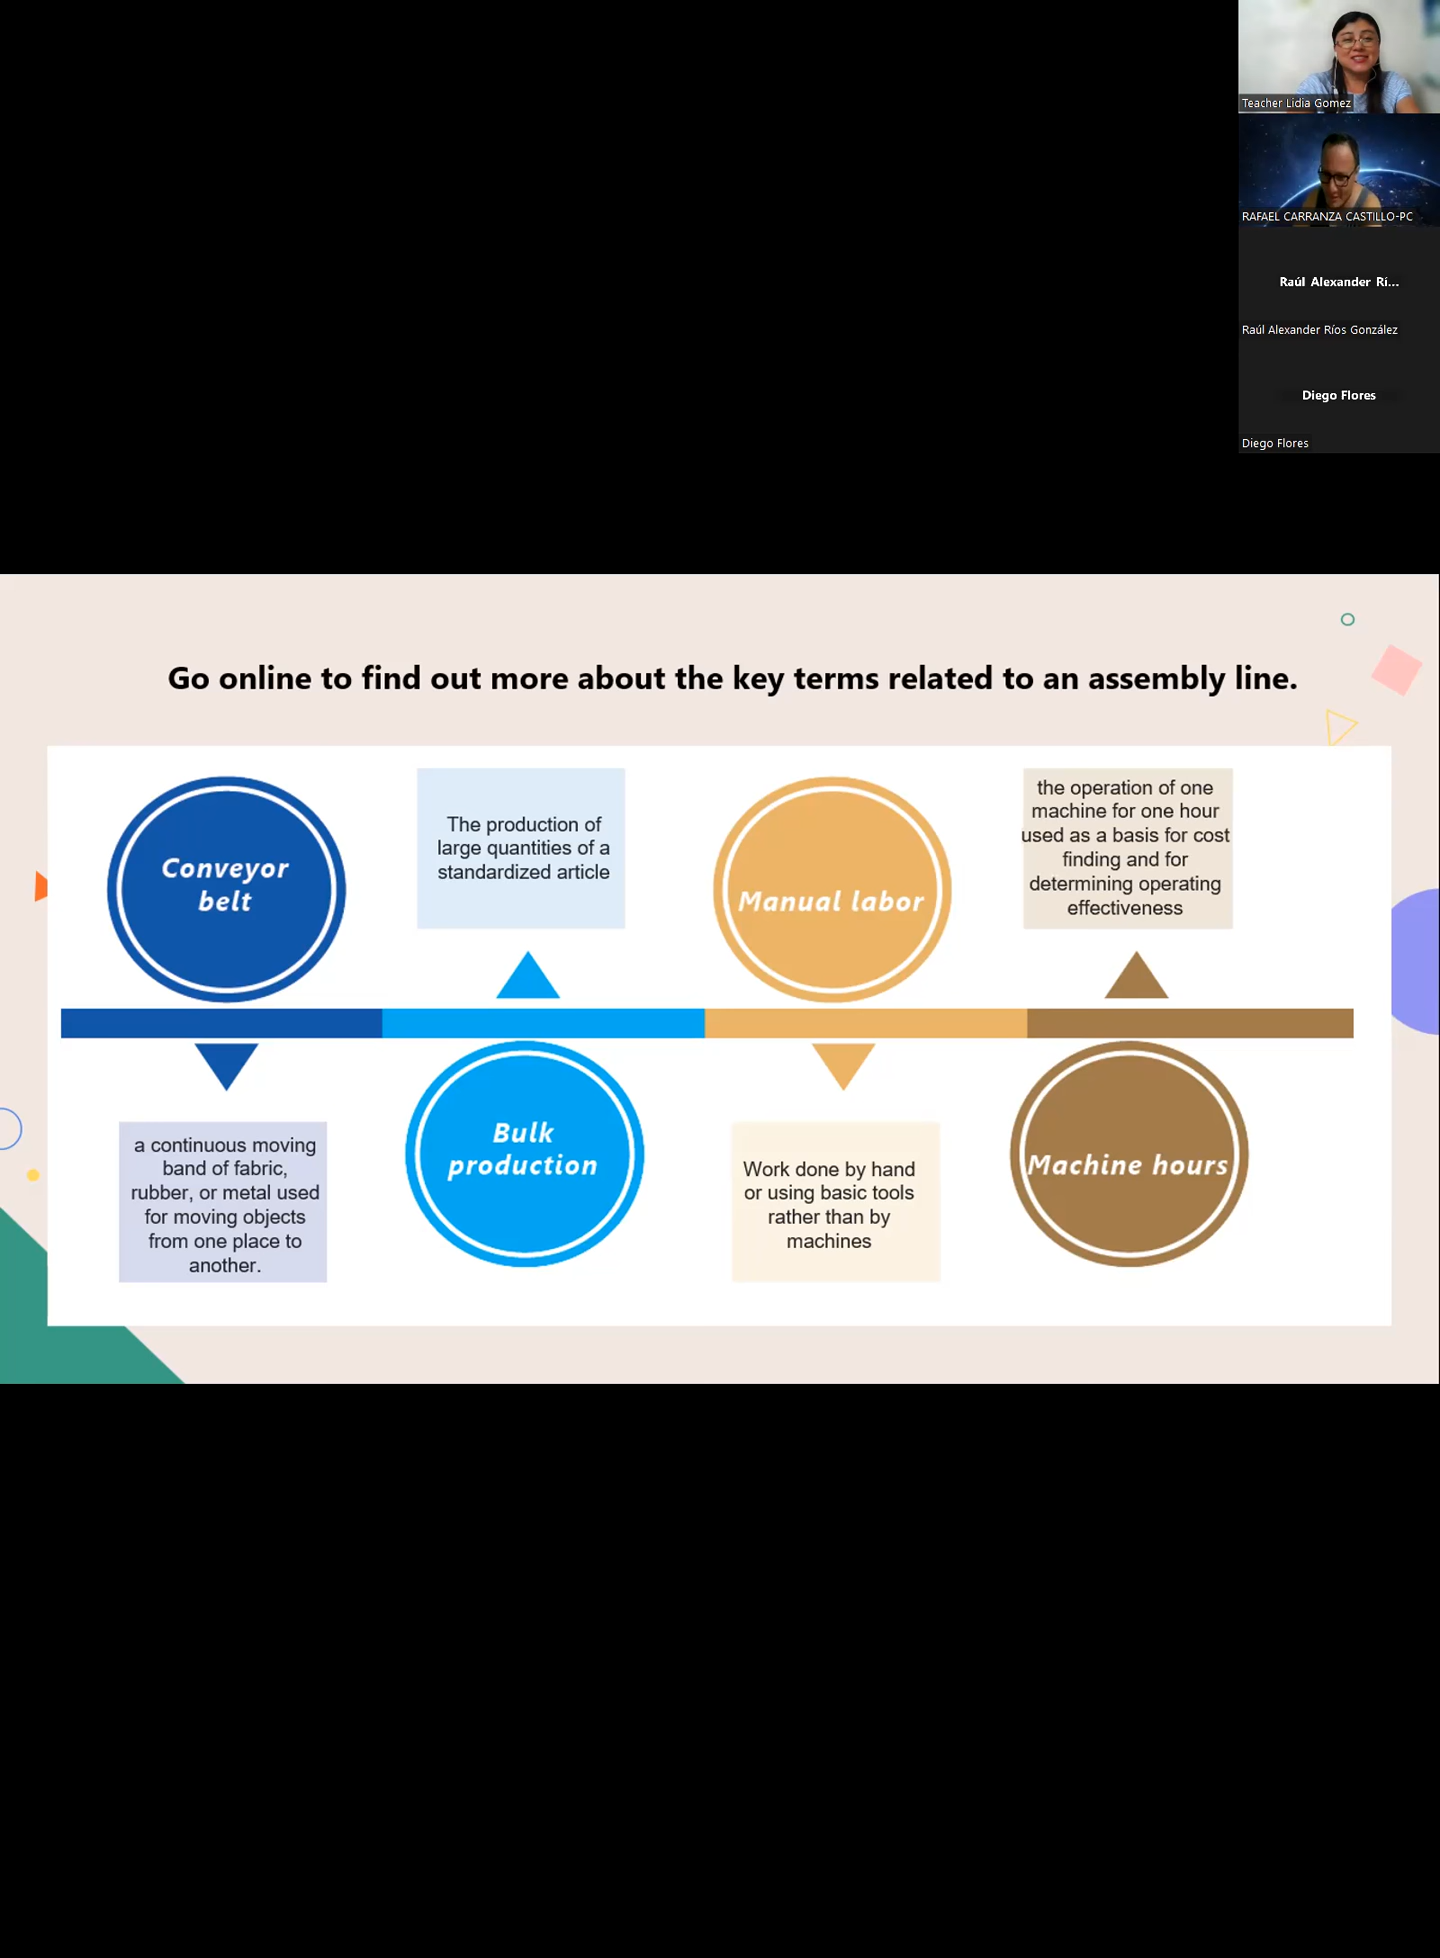 Teacher Lidia Gomez
RAFAEL CARRANZA CASTILLO-PC
Raúl Alexander Rí...
Raúl Alexander Ríos González
Diego Flores
Diego Flores
Go online to find out more about the key terms related to an assembly line.
Conveyor
belt
a continuous moving
band of fabric,
rubber, or metal used
for moving objects
from one place to
another.
The production of
large quantities of a
standardized article
Bulk
production
Manual labor
Work done by hand
or using basic tools
rather than by
machines
the operation of one
machine for one hour
used as a basis for cost
finding and for
determining operating
effectiveness
Machine hours